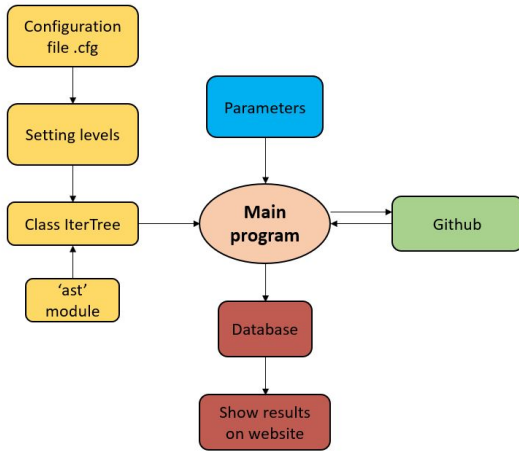 Configuration
file .cfg
Parameters
Setting levels
Class IterTree
Main
program
Github
‘ast’
module
Database
Show results
on website